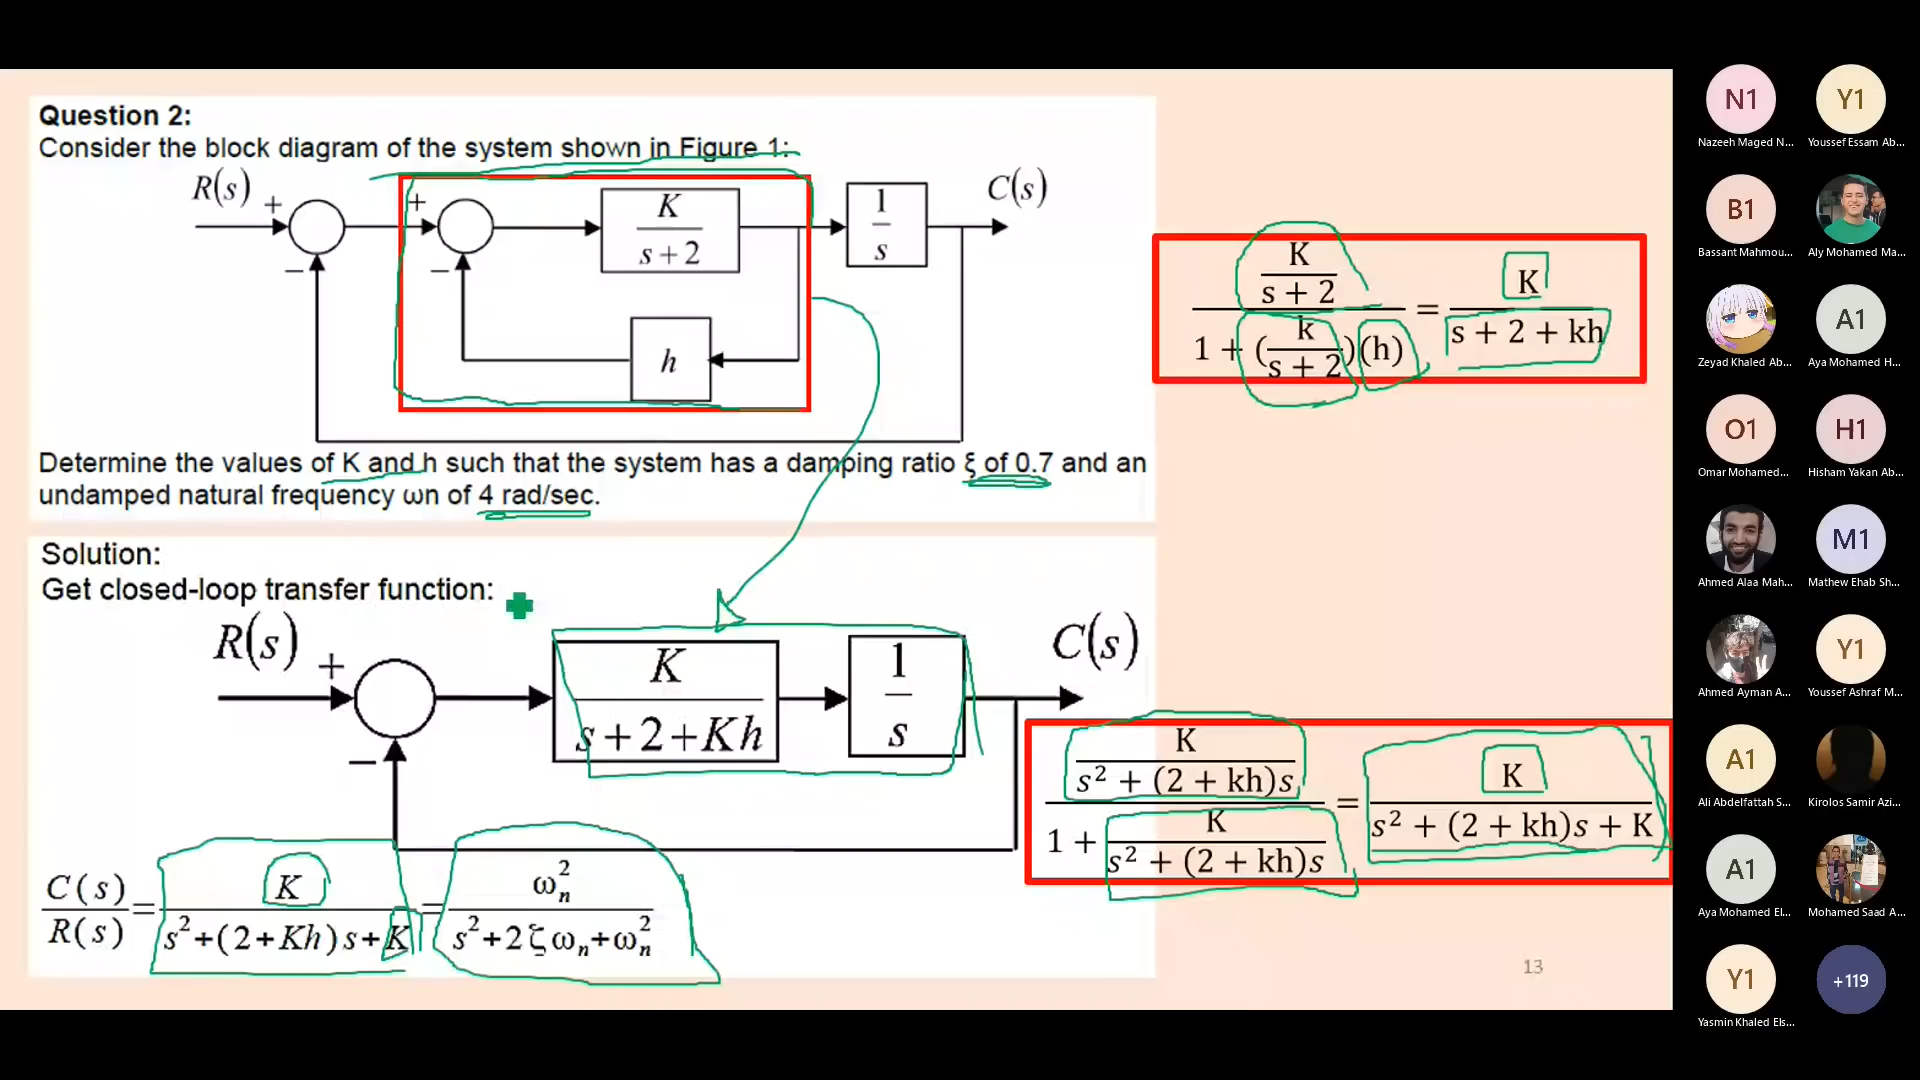 Question 2:
Consider the block diagram of the system shown in Figure 1:
R(s) + − + − K/(s+2) 1/s C(s)
h
Determine the values of K and h such that the system has a damping ratio ξ of 0.7 and an
undamped natural frequency ωn of 4 rad/sec.
(K/(s + 2))/(1 + (k/(s + 2))(h)) = K/(s + 2 + kh)
Solution:
Get closed-loop transfer function:
R(s) + − K/(s+2+Kh) 1/s C(s)
(K/(s² + (2 + kh)s))/(1 + K/(s² + (2 + kh)s)) = K/(s² + (2 + kh)s + K)
C(s)/R(s) = K/(s²+(2+Kh)s+K) = ωn²/(s²+2ζωn+ωn²)
13
N1 Y1
Nazeeh Maged N... Youssef Essam Ab...
B1
Bassant Mahmou... Aly Mohamed Ma...
A1
Zeyad Khaled Ab... Aya Mohamed H...
O1 H1
Omar Mohamed... Hisham Yakan Ab...
M1
Ahmed Alaa Mah... Mathew Ehab Sh...
Y1
Ahmed Ayman A... Youssef Ashraf M...
A1
Ali Abdelfattah S... Kirolos Samir Azi...
A1
Aya Mohamed El... Mohamed Saad A...
Y1 +119
Yasmin Khaled Els...